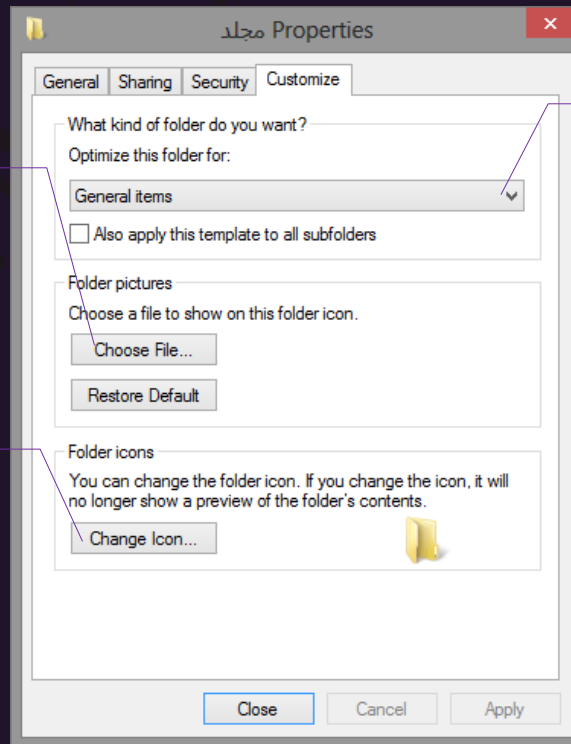 مجلد Properties
General Sharing Security Customize
What kind of folder do you want?
Optimize this folder for:
General items
Also apply this template to all subfolders
Folder pictures
Choose a file to show on this folder icon.
Choose File...
Restore Default
Folder icons
You can change the folder icon. If you change the icon, it will
no longer show a preview of the folder's contents.
Change Icon...
Close Cancel Apply